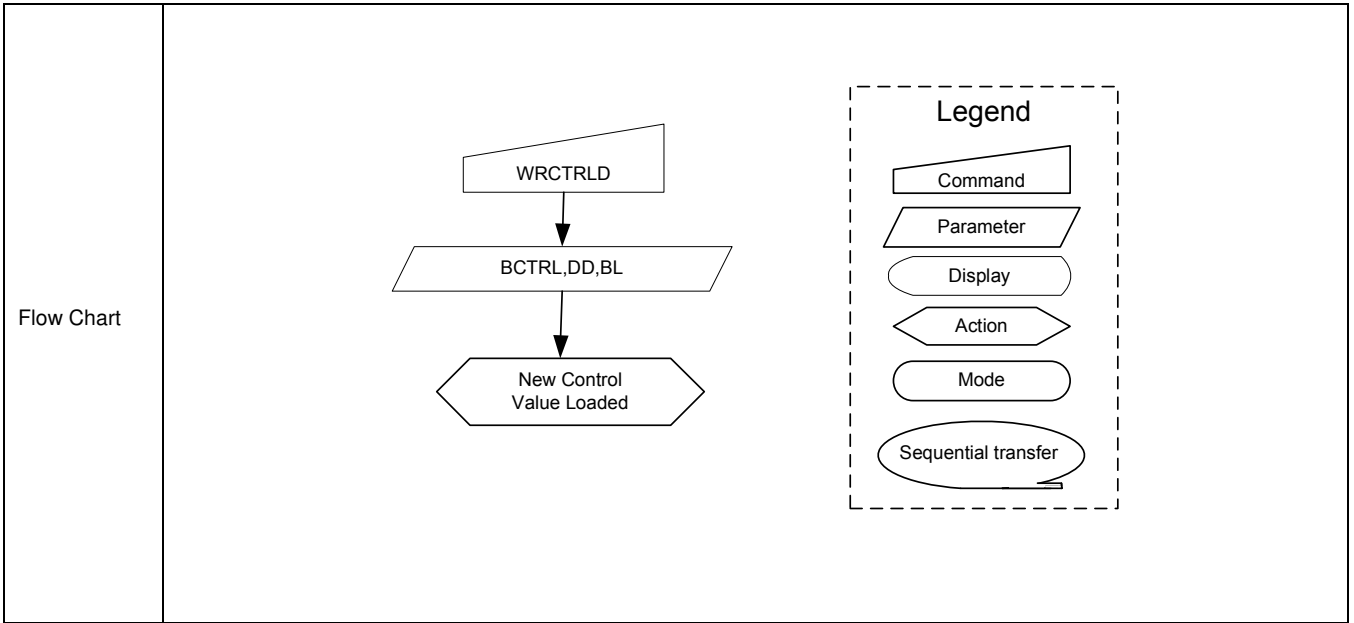 Flow Chart
WRCTRLD
BCTRL,DD,BL
New Control
Value Loaded
Legend
Command
Parameter
Display
Action
Mode
Sequential transfer